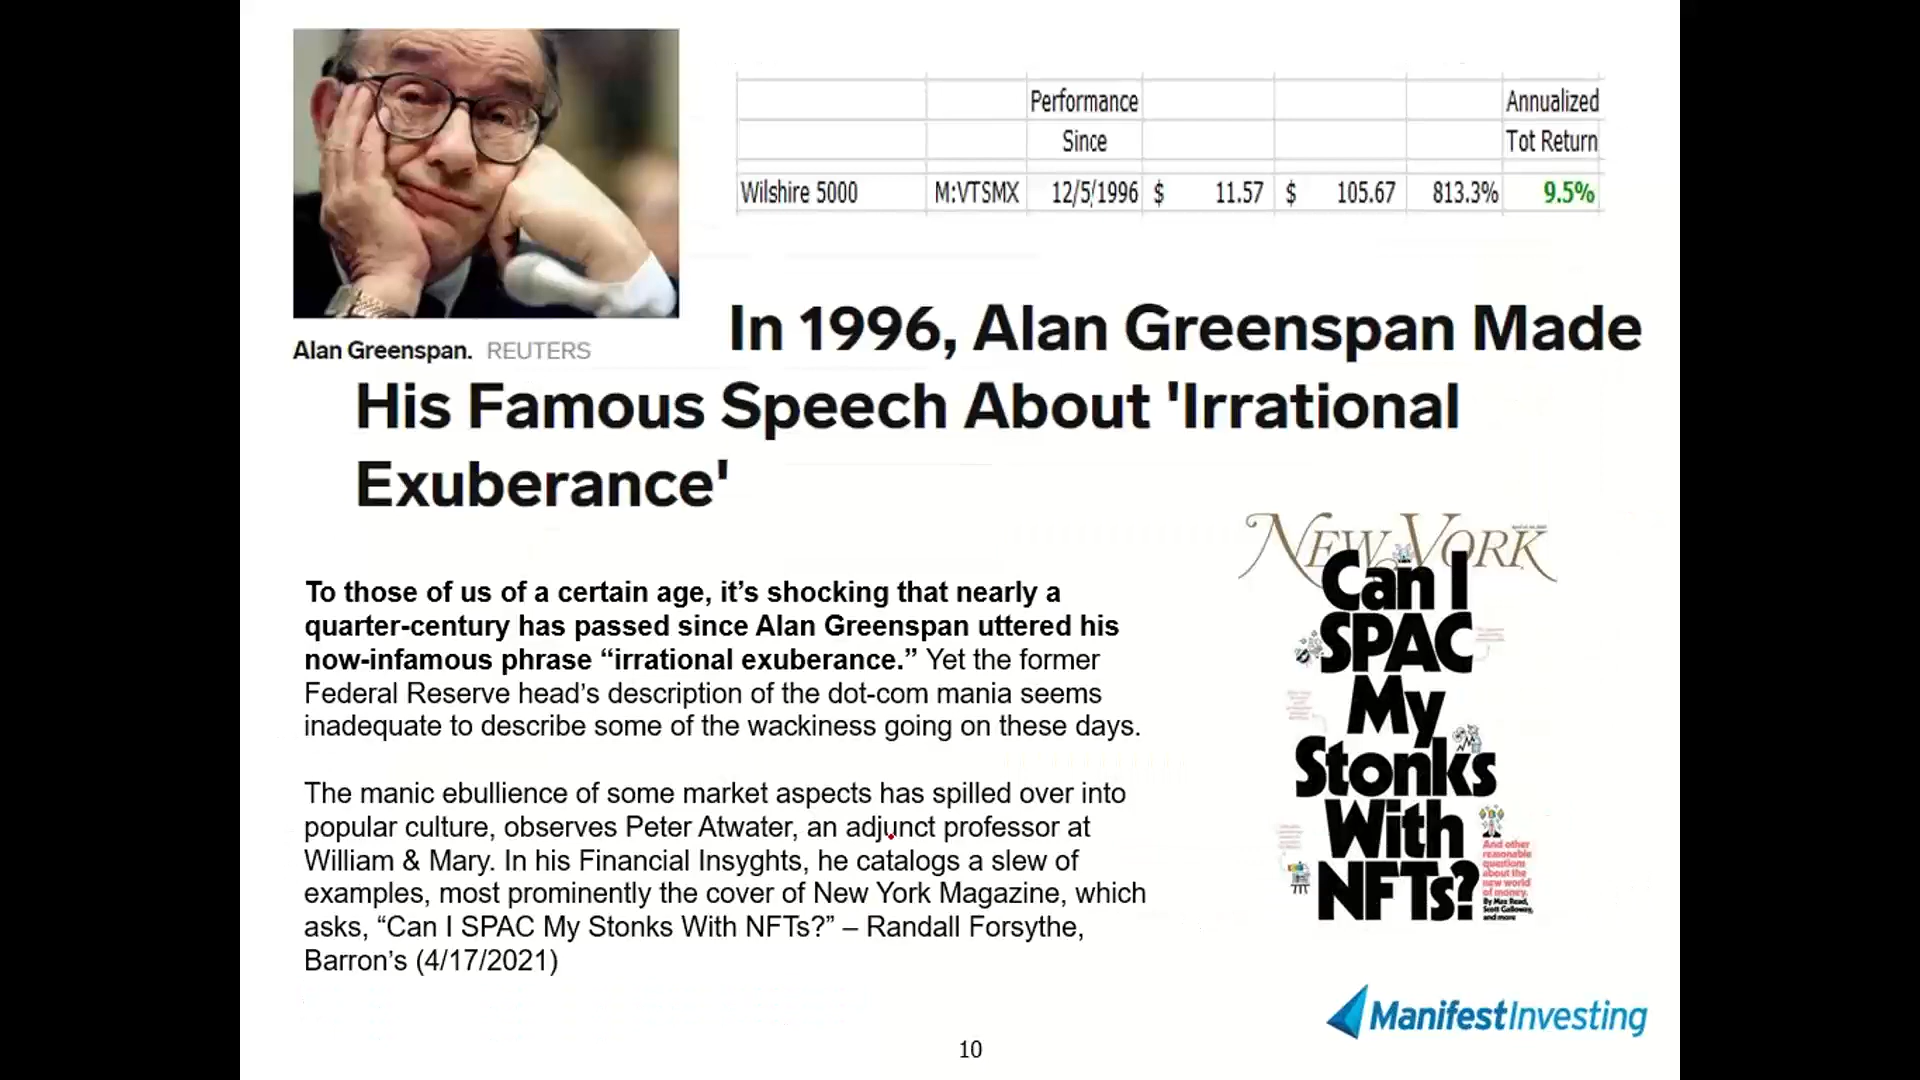 Performance
Annualized
Since
Tot Return
Wilshire 5000 M:VTSMX 12/5/1996 $ 11.57 $ 105.67 813.3% 9.5%
Alan Greenspan. REUTERS
In 1996, Alan Greenspan Made
His Famous Speech About 'Irrational
Exuberance'
To those of us of a certain age, it’s shocking that nearly a
quarter-century has passed since Alan Greenspan uttered his
now-infamous phrase “irrational exuberance.” Yet the former
Federal Reserve head’s description of the dot-com mania seems
inadequate to describe some of the wackiness going on these days.
The manic ebullience of some market aspects has spilled over into
popular culture, observes Peter Atwater, an adjunct professor at
William & Mary. In his Financial Insyghts, he catalogs a slew of
examples, most prominently the cover of New York Magazine, which
asks, “Can I SPAC My Stonks With NFTs?” – Randall Forsythe,
Barron’s (4/17/2021)
NEW YORK
Can I
SPAC
My
Stonks
With
NFTs?
And other
reasonable
questions
about the
new world
of money.
By Max Read,
Scott Galloway,
and more
ManifestInvesting
10